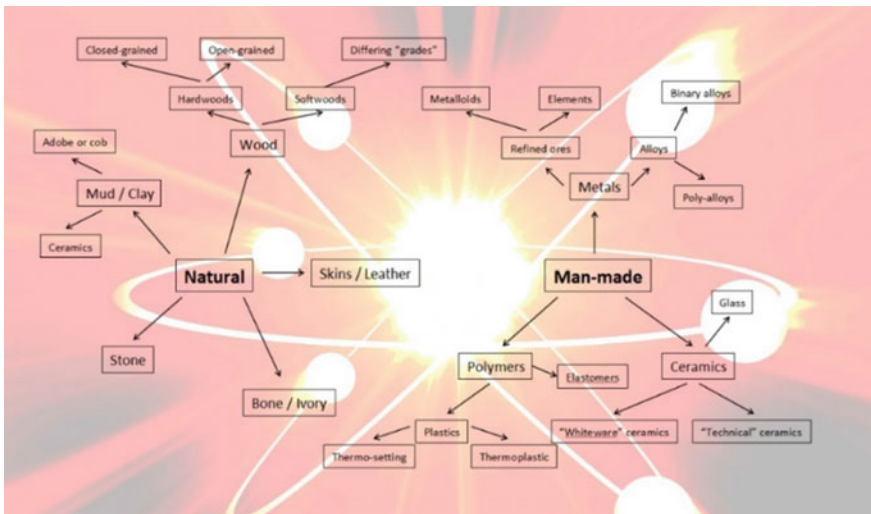 Closed-grained
Open-grained
Differing "grades"
Hardwoods
Softwoods
Wood
Adobe or cob
Mud / Clay
Ceramics
Natural
Skins / Leather
Stone
Bone / Ivory
Metalloids
Elements
Binary alloys
Refined ores
Alloys
Metals
Poly-alloys
Man-made
Glass
Polymers
Elastomers
Ceramics
Plastics
"Whiteware" ceramics
"Technical" ceramics
Thermo-setting
Thermoplastic